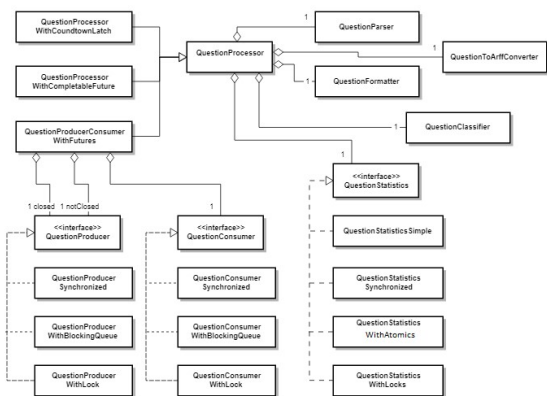 QuestionProcessor
WithCoundtownLatch
QuestionProcessor
WithCompletableFuture
QuestionProducerConsumer
WithFutures
QuestionProcessor
1
QuestionParser
1
QuestionToArffConverter
1
QuestionFormatter
1
QuestionClassifier
1
<<interface>>
QuestionStatistics
1 closed
1 notClosed
1
<<interface>>
QuestionProducer
<<interface>>
QuestionConsumer
QuestionStatisticsSimple
QuestionProducer
Synchronized
QuestionConsumer
Synchronized
QuestionStatistics
Synchronized
QuestionProducer
WithBlockingQueue
QuestionConsumer
WithBlockingQueue
QuestionStatistics
WithAtomics
QuestionProducer
WithLock
QuestionConsumer
WithLock
QuestionStatistics
WithLocks